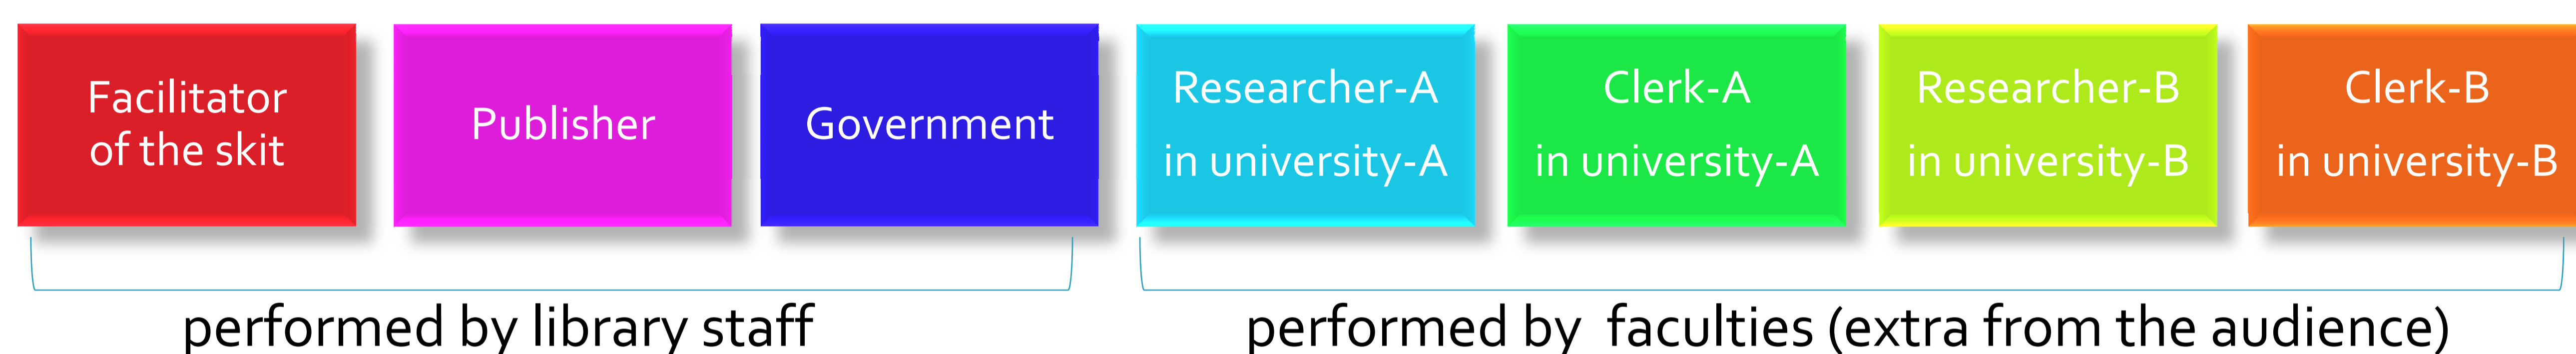 Facilitator
of the skit
Publisher
Government
Researcher-A
in university-A
Clerk-A
in university-A
Researcher-B
in university-B
Clerk-B
in university-B
performed by library staff
performed by  faculties (extra from the audience)